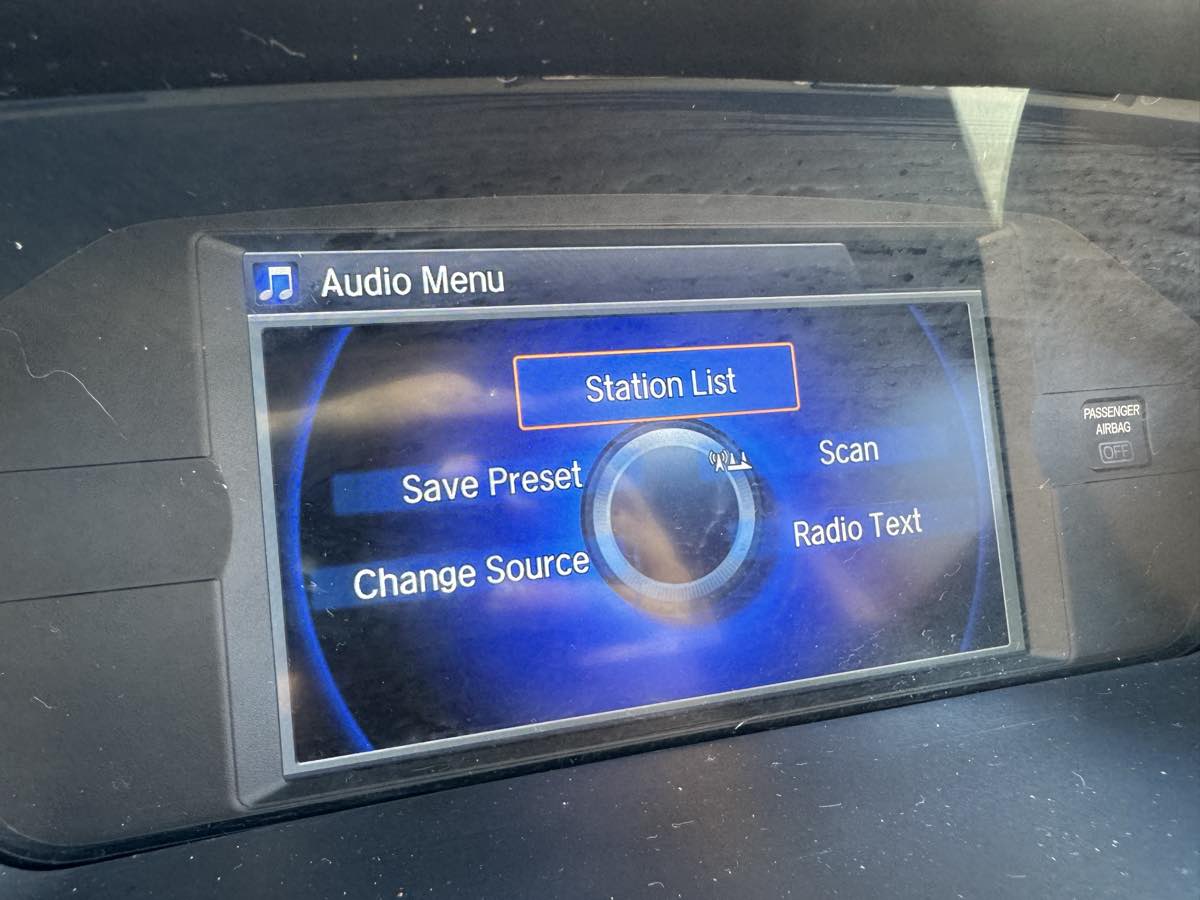 Audio Menu
Station List
Save Preset
Scan
Change Source
Radio Text
PASSENGER
AIRBAG
OFF